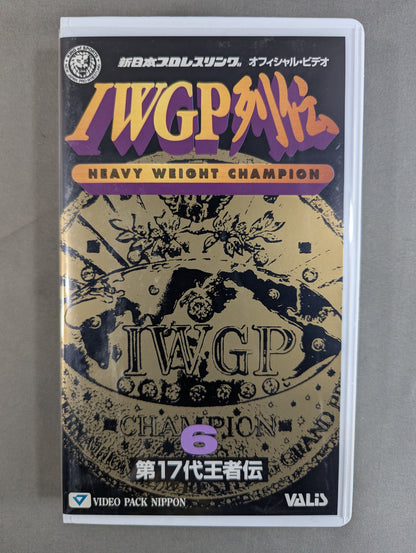 新日本プロレスリング オフィシャル・ビデオ
IWGP列伝
HEAVY WEIGHT CHAMPION
IWGP
CHAMPION
GRAND PRIX
6
第17代王者伝
VIDEO PACK NIPPON
VALIS